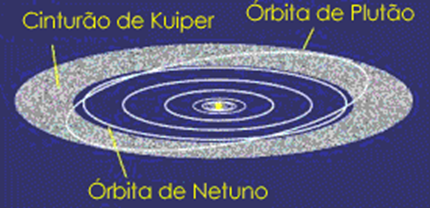 Cinturão de Kuiper
Órbita de Plutão
Órbita de Netuno